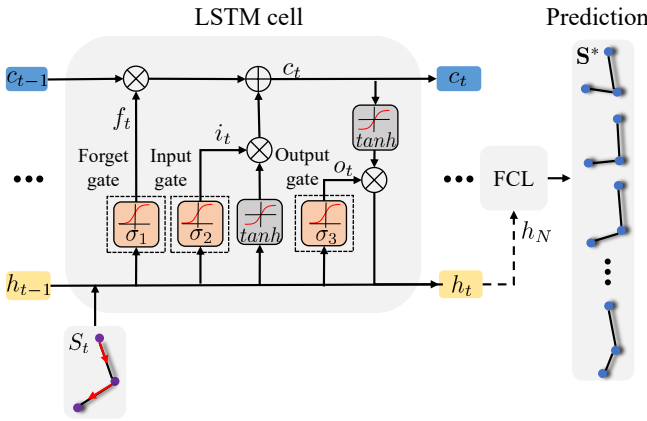 LSTM cell
Prediction
c_{t-1}
c_t
c_t
S*
f_t
i_t
tanh
Forget gate
Input gate
Output gate
o_t
FCL
σ_1
σ_2
tanh
σ_3
h_N
h_{t-1}
h_t
S_t